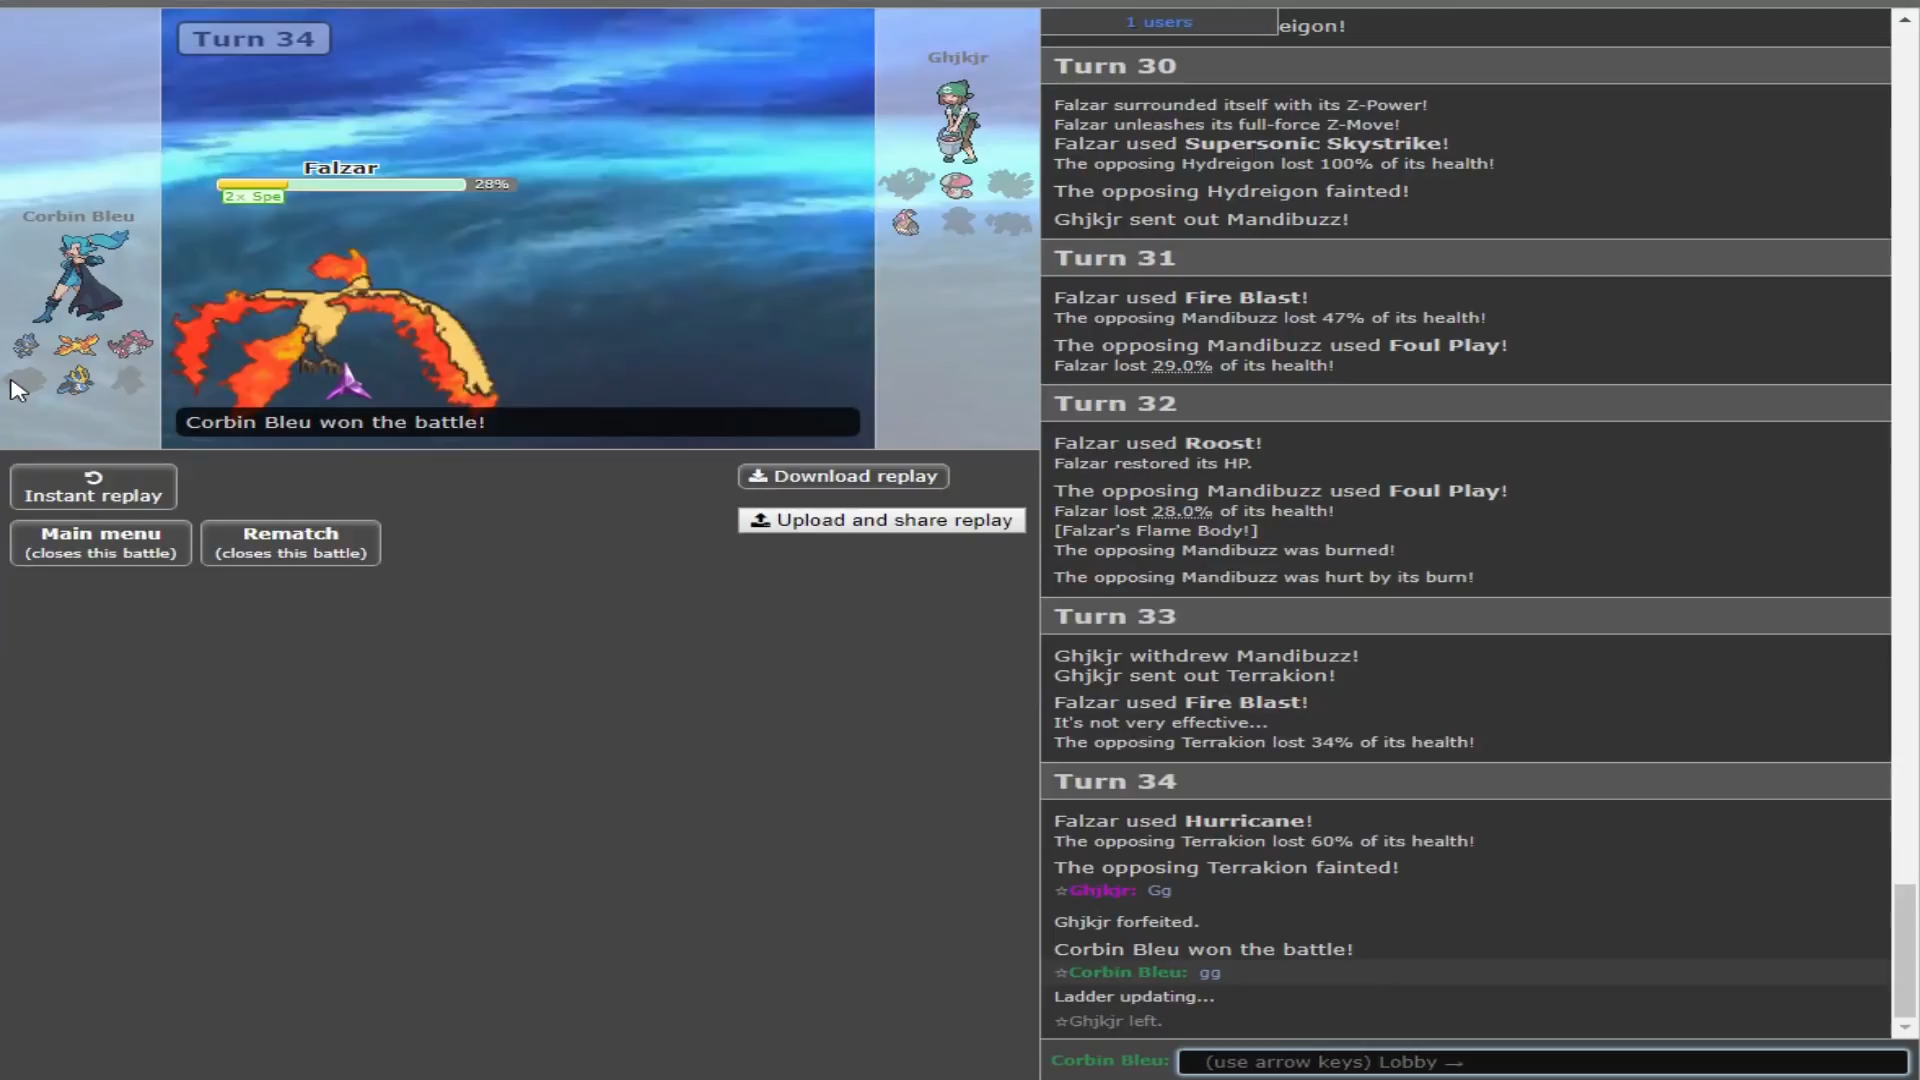 Turn 34
Falzar
28%
2x Spe
Corbin Bleu
Ghjkjr
Corbin Bleu won the battle!
Instant replay
Main menu
(closes this battle)
Rematch
(closes this battle)
Download replay
Upload and share replay
1 users
eigon!
Turn 30
Falzar surrounded itself with its Z-Power!
Falzar unleashes its full-force Z-Move!
Falzar used Supersonic Skystrike!
The opposing Hydreigon lost 100% of its health!
The opposing Hydreigon fainted!
Ghjkjr sent out Mandibuzz!
Turn 31
Falzar used Fire Blast!
The opposing Mandibuzz lost 47% of its health!
The opposing Mandibuzz used Foul Play!
Falzar lost 29.0% of its health!
Turn 32
Falzar used Roost!
Falzar restored its HP.
The opposing Mandibuzz used Foul Play!
Falzar lost 28.0% of its health!
[Falzar's Flame Body!]
The opposing Mandibuzz was burned!
The opposing Mandibuzz was hurt by its burn!
Turn 33
Ghjkjr withdrew Mandibuzz!
Ghjkjr sent out Terrakion!
Falzar used Fire Blast!
It's not very effective...
The opposing Terrakion lost 34% of its health!
Turn 34
Falzar used Hurricane!
The opposing Terrakion lost 60% of its health!
The opposing Terrakion fainted!
☆Ghjkjr: Gg
Ghjkjr forfeited.
Corbin Bleu won the battle!
☆Corbin Bleu: gg
Ladder updating...
☆Ghjkjr left.
Corbin Bleu: (use arrow keys) Lobby →